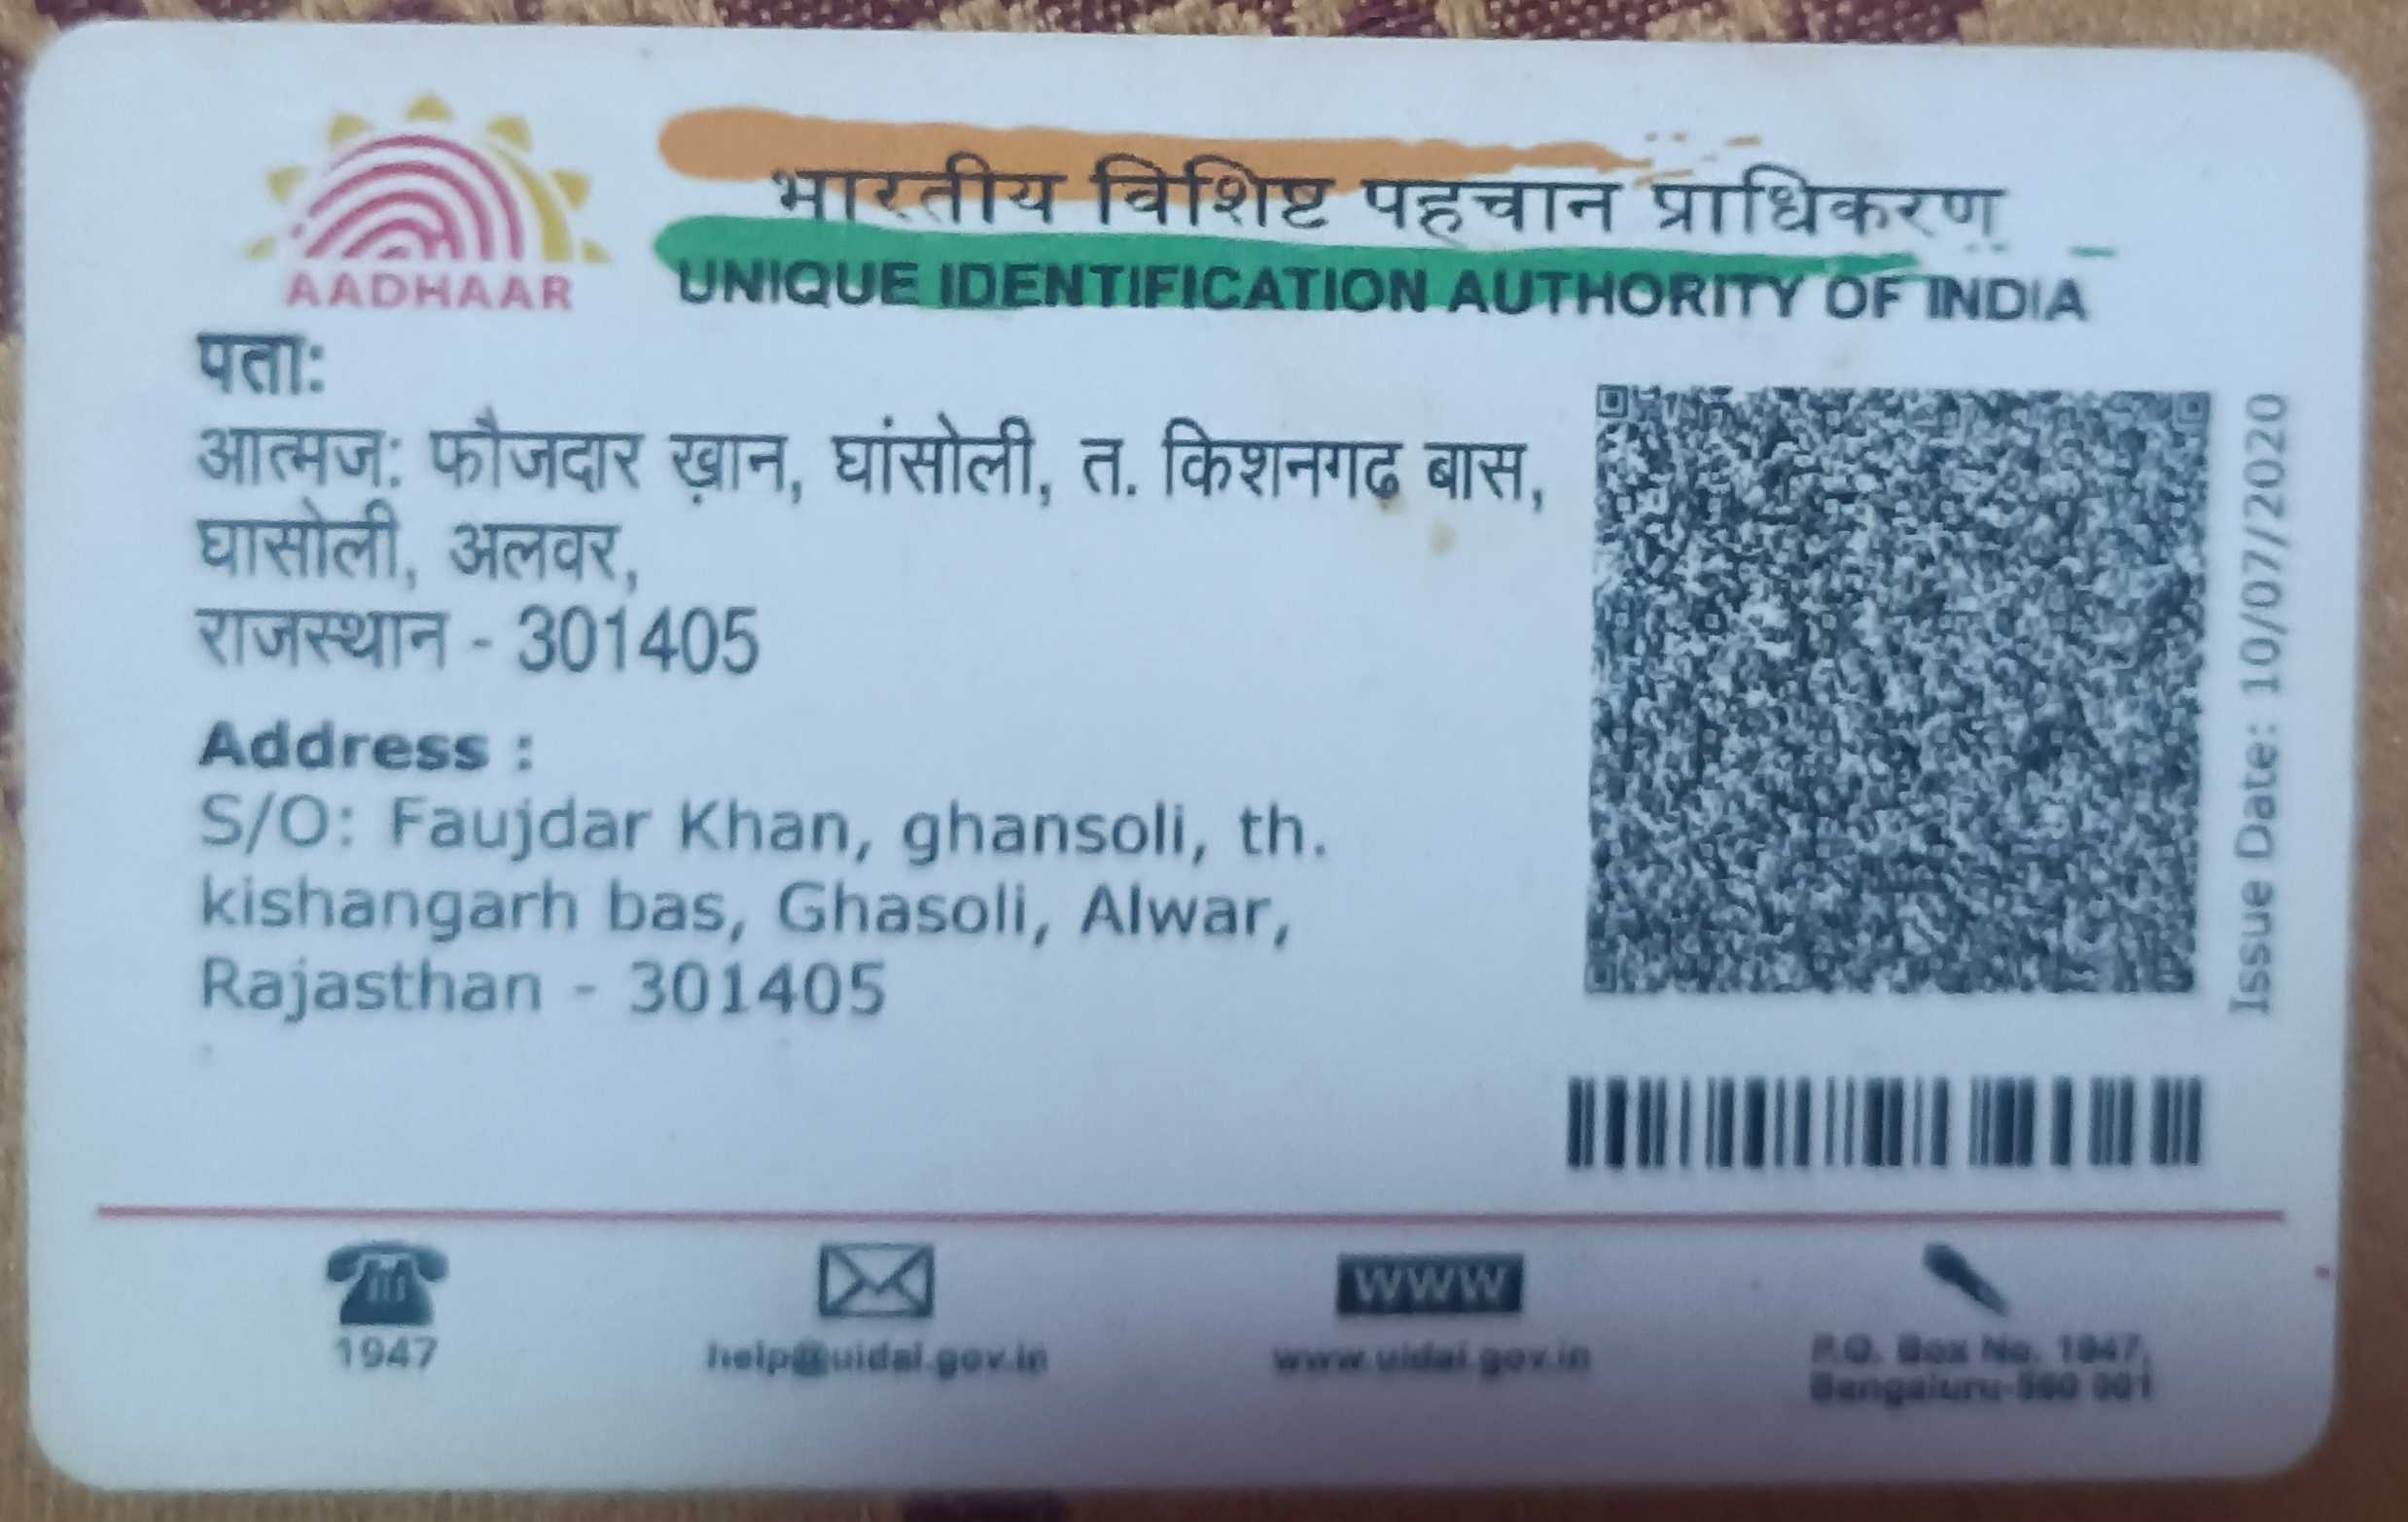 AADHAAR
भारतीय विशिष्ट पहचान प्राधिकरण
UNIQUE IDENTIFICATION AUTHORITY OF INDIA
पता:
आत्मज: फौजदार ख़ान, घांसोली, त. किशनगढ़ बास,
घासोली, अलवर,
राजस्थान - 301405
Address :
S/O: Faujdar Khan, ghansoli, th.
kishangarh bas, Ghasoli, Alwar,
Rajasthan - 301405
Issue Date: 10/07/2020
1947
help@uidai.gov.in
WWW
www.uidai.gov.in
P.O. Box No. 1947,
Bengaluru-560 001